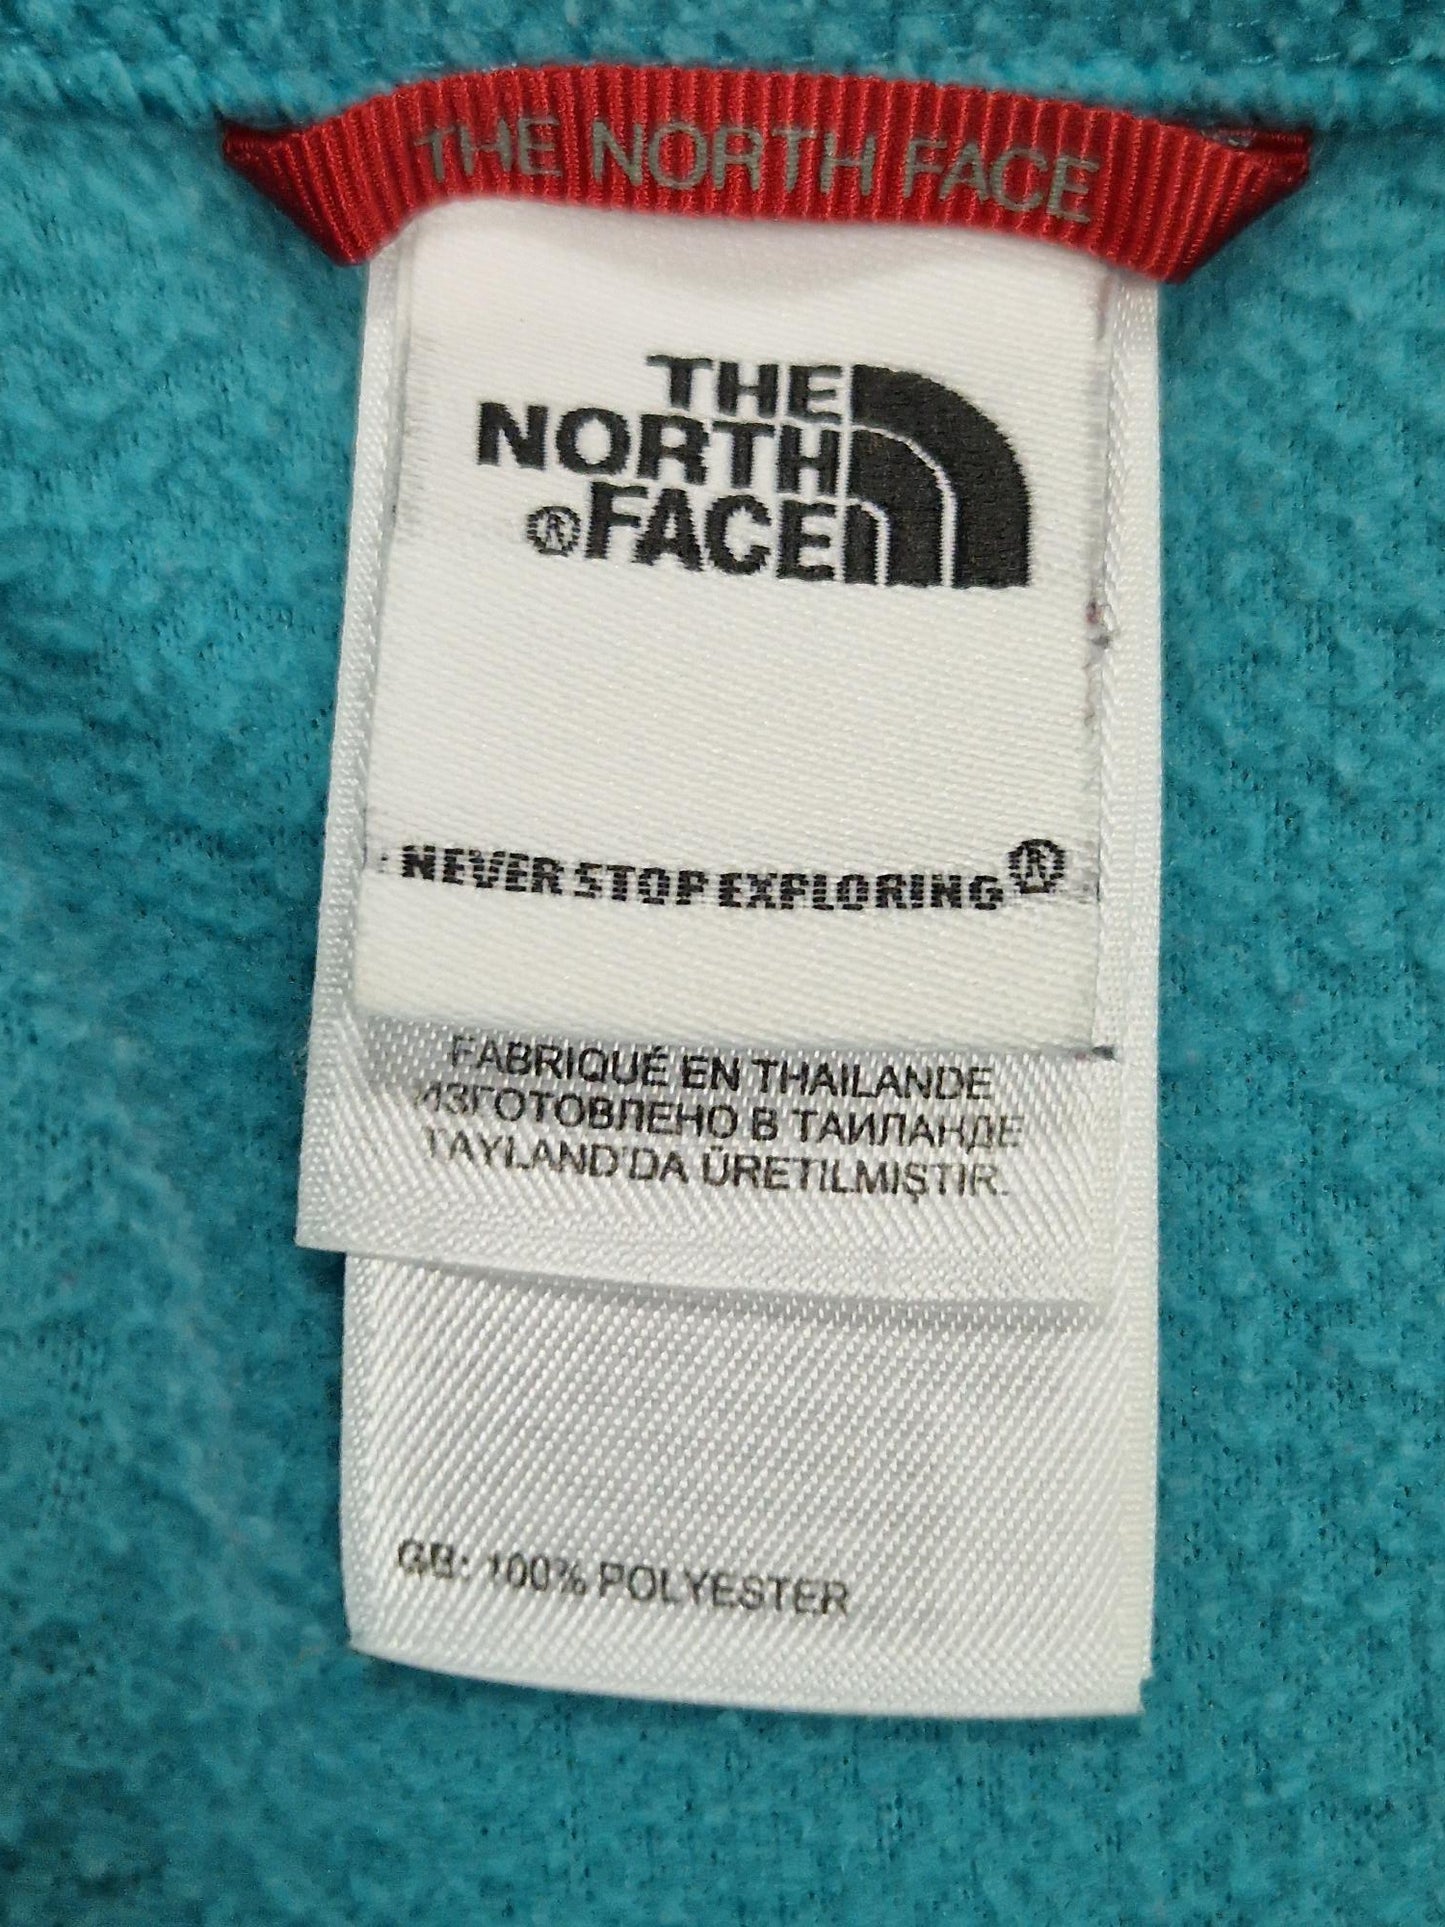 THE NORTH FACE
THE
NORTH
®FACE
NEVER STOP EXPLORING®
FABRIQUÉ EN THAILANDE
ИЗГОТОВЛЕНО В ТАИЛАНДЕ
TAYLAND'DA ÜRETILMIŞTIR.
GB: 100% POLYESTER